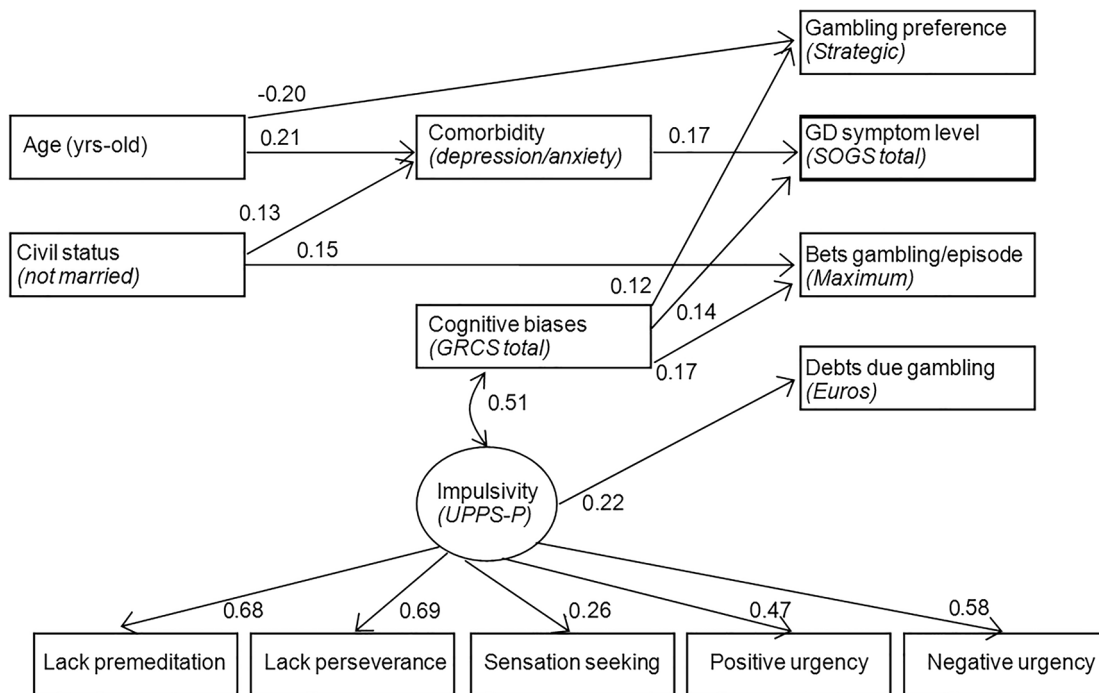 Gambling preference
(Strategic)
-0.20
Age (yrs-old)
0.21
Comorbidity
(depression/anxiety)
0.17
GD symptom level
(SOGS total)
0.13
Civil status
(not married)
0.15
Bets gambling/episode
(Maximum)
0.12
Cognitive biases
(GRCS total)
0.14
0.17
Debts due gambling
(Euros)
0.51
Impulsivity
(UPPS-P)
0.22
0.68
0.69
0.26
0.47
0.58
Lack premeditation
Lack perseverance
Sensation seeking
Positive urgency
Negative urgency